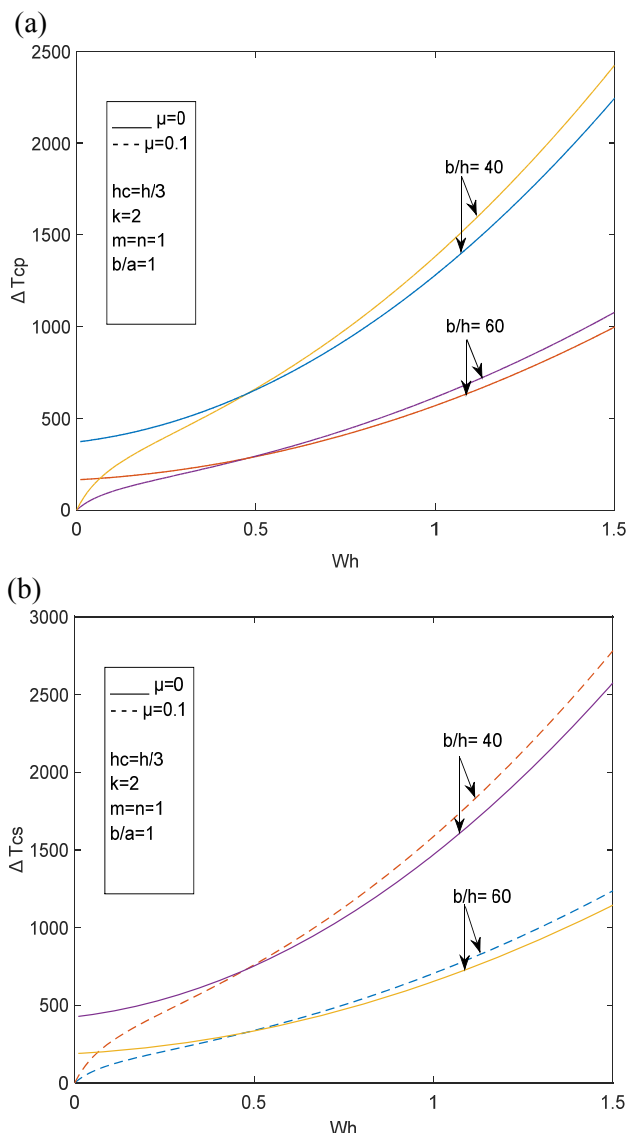 (a)
2500
2000
1500
1000
500
0
Δ Tcp
μ=0
μ=0.1
hc=h/3
k=2
m=n=1
b/a=1
b/h= 40
b/h= 60
0
0.5
1
1.5
Wh
(b)
3000
2500
2000
1500
1000
500
0
Δ Tcs
μ=0
μ=0.1
hc=h/3
k=2
m=n=1
b/a=1
b/h= 40
b/h= 60
0
0.5
1
1.5
Wh